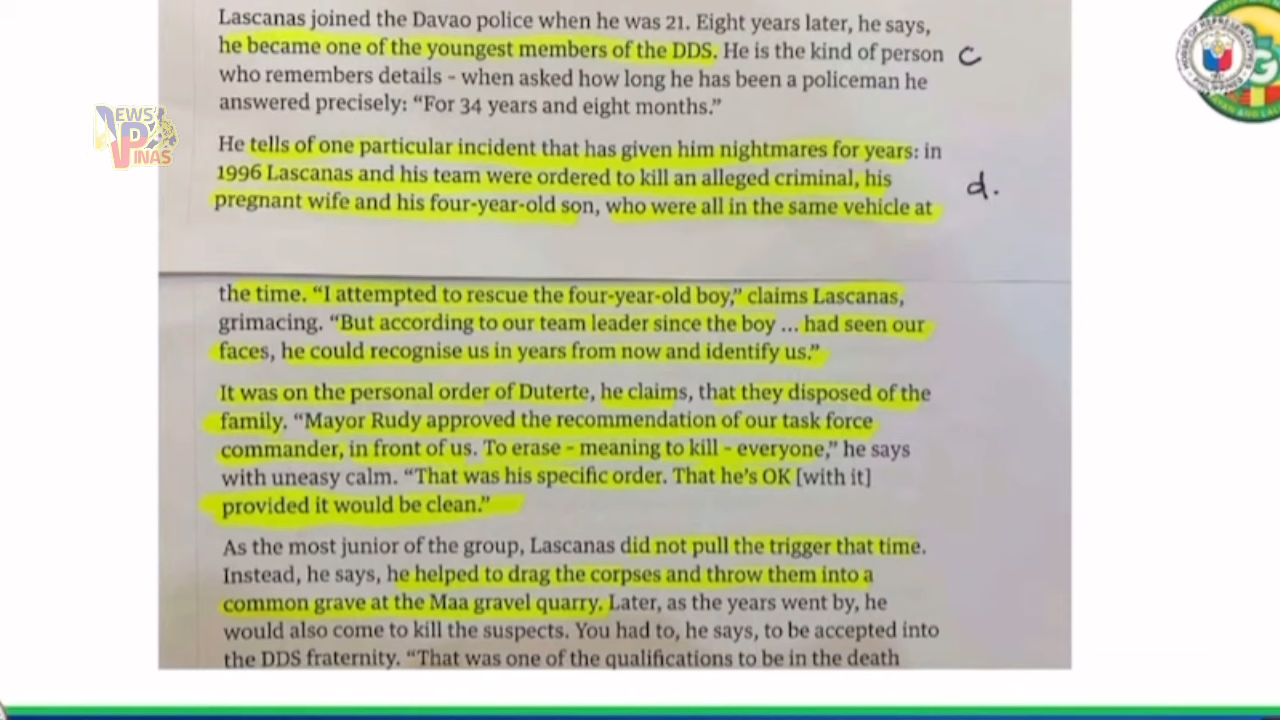 Lascanas joined the Davao police when he was 21. Eight years later, he says,
he became one of the youngest members of the DDS. He is the kind of person
c
who remembers details - when asked how long he has been a policeman he
answered precisely: “For 34 years and eight months.”
NEWS
PINAS
He tells of one particular incident that has given him nightmares for years: in
1996 Lascanas and his team were ordered to kill an alleged criminal, his
d.
pregnant wife and his four-year-old son, who were all in the same vehicle at
the time. “I attempted to rescue the four-year-old boy,” claims Lascanas,
grimacing. “But according to our team leader since the boy ... had seen our
faces, he could recognise us in years from now and identify us.”
It was on the personal order of Duterte, he claims, that they disposed of the
family. “Mayor Rudy approved the recommendation of our task force
commander, in front of us. To erase – meaning to kill – everyone,” he says
with uneasy calm. “That was his specific order. That he’s OK [with it]
provided it would be clean.”
As the most junior of the group, Lascanas did not pull the trigger that time.
Instead, he says, he helped to drag the corpses and throw them into a
common grave at the Maa gravel quarry. Later, as the years went by, he
would also come to kill the suspects. You had to, he says, to be accepted into
the DDS fraternity. “That was one of the qualifications to be in the death